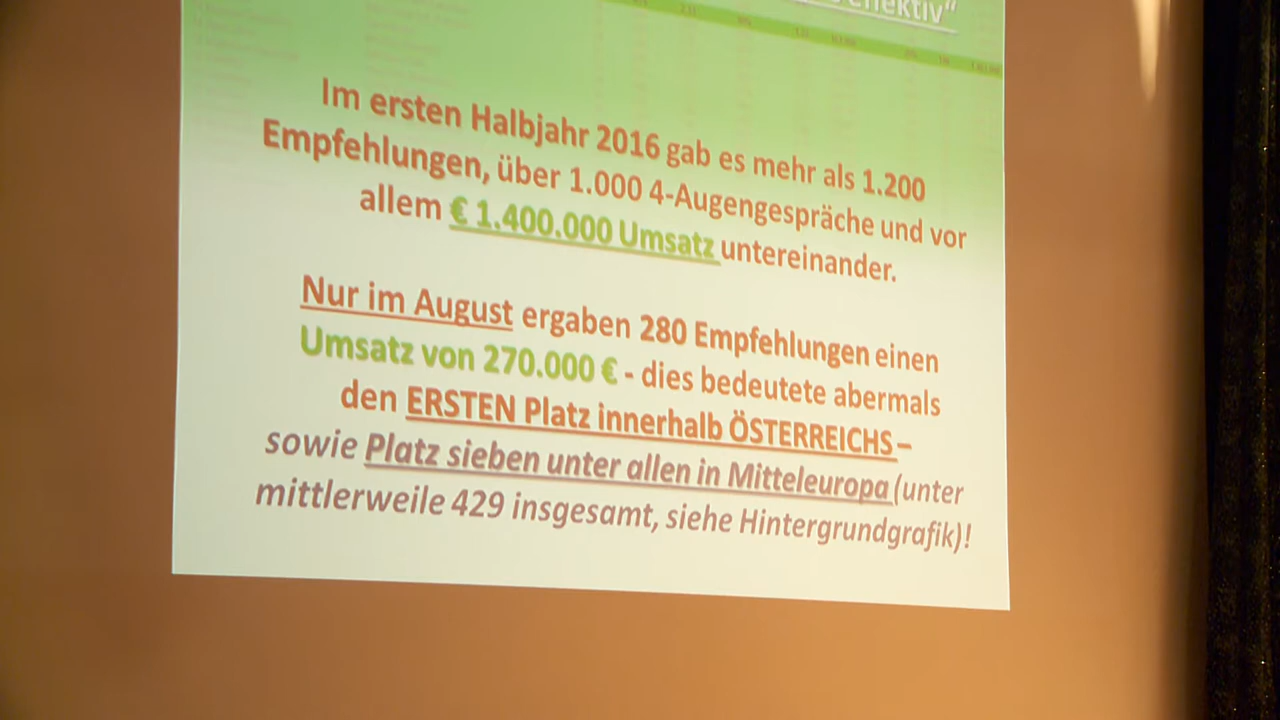 Im ersten Halbjahr 2016 gab es mehr als 1.200
Empfehlungen, über 1.000 4-Augengespräche und vor
allem € 1.400.000 Umsatz untereinander.
Nur im August ergaben 280 Empfehlungen einen
Umsatz von 270.000 € - dies bedeutete abermals
den ERSTEN Platz innerhalb ÖSTERREICHS –
sowie Platz sieben unter allen in Mitteleuropa (unter
mittlerweile 429 insgesamt, siehe Hintergrundgrafik)!